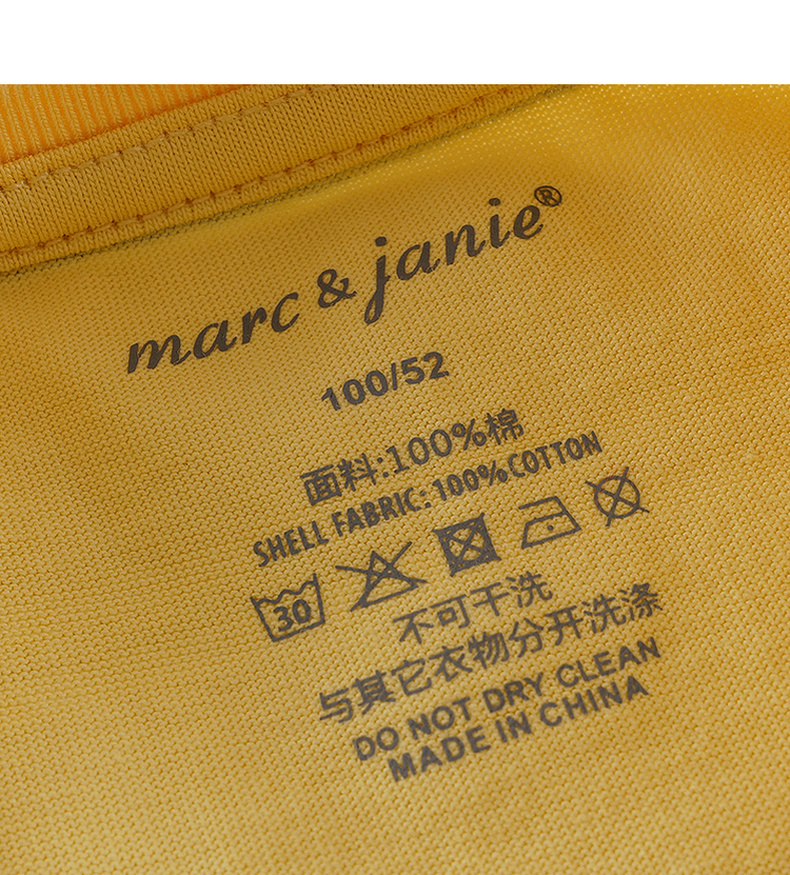 marc & janie®
100/52
面料:100%棉
SHELL FABRIC: 100%COTTON
30
不可干洗
与其它衣物分开洗涤
DO NOT DRY CLEAN
MADE IN CHINA